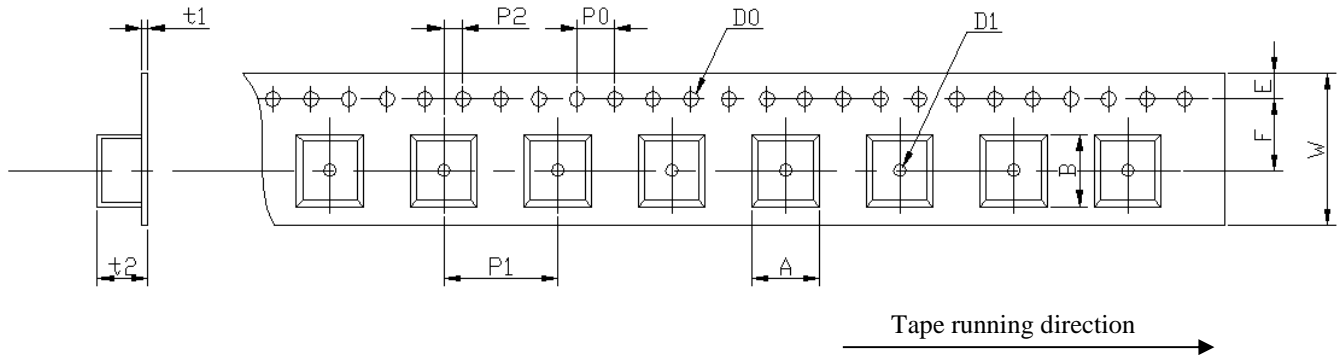 t1
P2
P0
D0
D1
E
F
W
B
t2
P1
A
Tape running direction